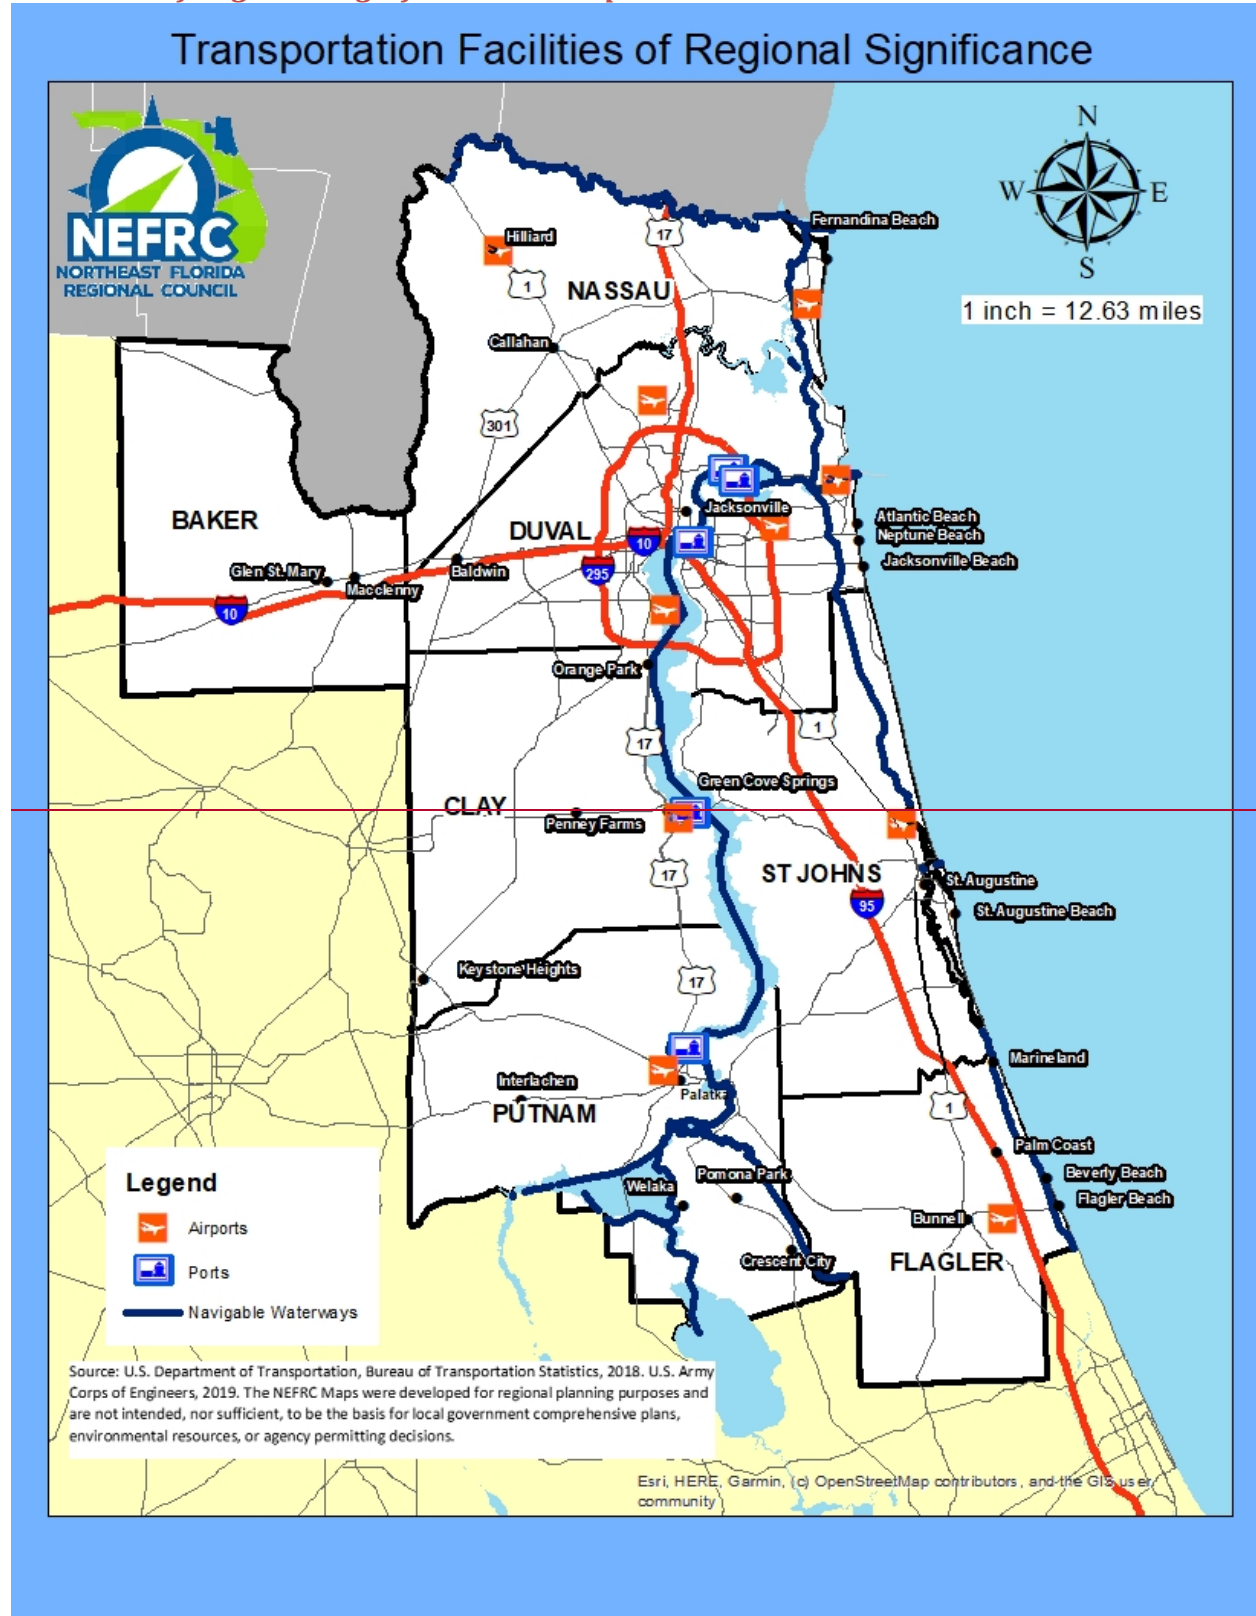 Transportation Facilities of Regional Significance
NEFRC
NORTHEAST FLORIDA
REGIONAL COUNCIL
N
W
E
S
1 inch = 12.63 miles
Fernandina Beach
17
Hilliard
1
NASSAU
Callahan
301
BAKER
DUVAL
Jacksonville
Atlantic Beach
Neptune Beach
Jacksonville Beach
10
295
Glen St. Mary
Baldwin
Macclenny
10
Orange Park
17
1
Green Cove Springs
CLAY
Penney Farms
17
ST JOHNS
95
St. Augustine
St. Augustine Beach
Keystone Heights
17
Marineland
Interlachen
Palatka
PUTNAM
1
Palm Coast
Pomona Park
Beverly Beach
Welaka
Flagler Beach
Bunnell
Crescent City
FLAGLER
Legend
Airports
Ports
Navigable Waterways
Source: U.S. Department of Transportation, Bureau of Transportation Statistics, 2018. U.S. Army
Corps of Engineers, 2019. The NEFRC Maps were developed for regional planning purposes and
are not intended, nor sufficient, to be the basis for local government comprehensive plans,
environmental resources, or agency permitting decisions.
Esri, HERE, Garmin, (c) OpenStreetMap contributors, and the GIS user
community